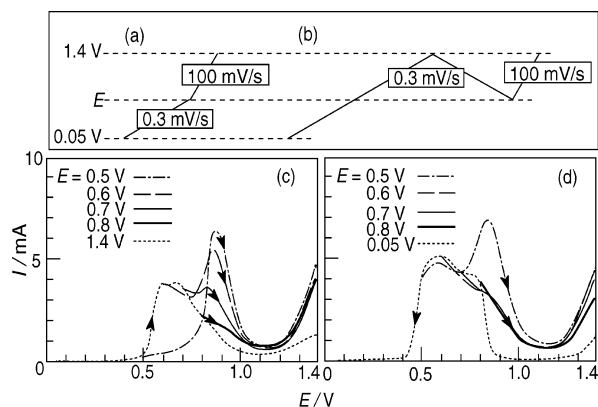 (a) (b)
1.4 V
100 mV/s 0.3 mV/s 100 mV/s
E
0.3 mV/s
0.05 V
10 (c) (d)
E = 0.5 V
0.6 V
0.7 V
0.8 V
1.4 V
E = 0.5 V
0.6 V
0.7 V
0.8 V
0.05 V
I / mA
5
0
0.5 1.0 1.4 0 0.5 1.0 1.4
E / V